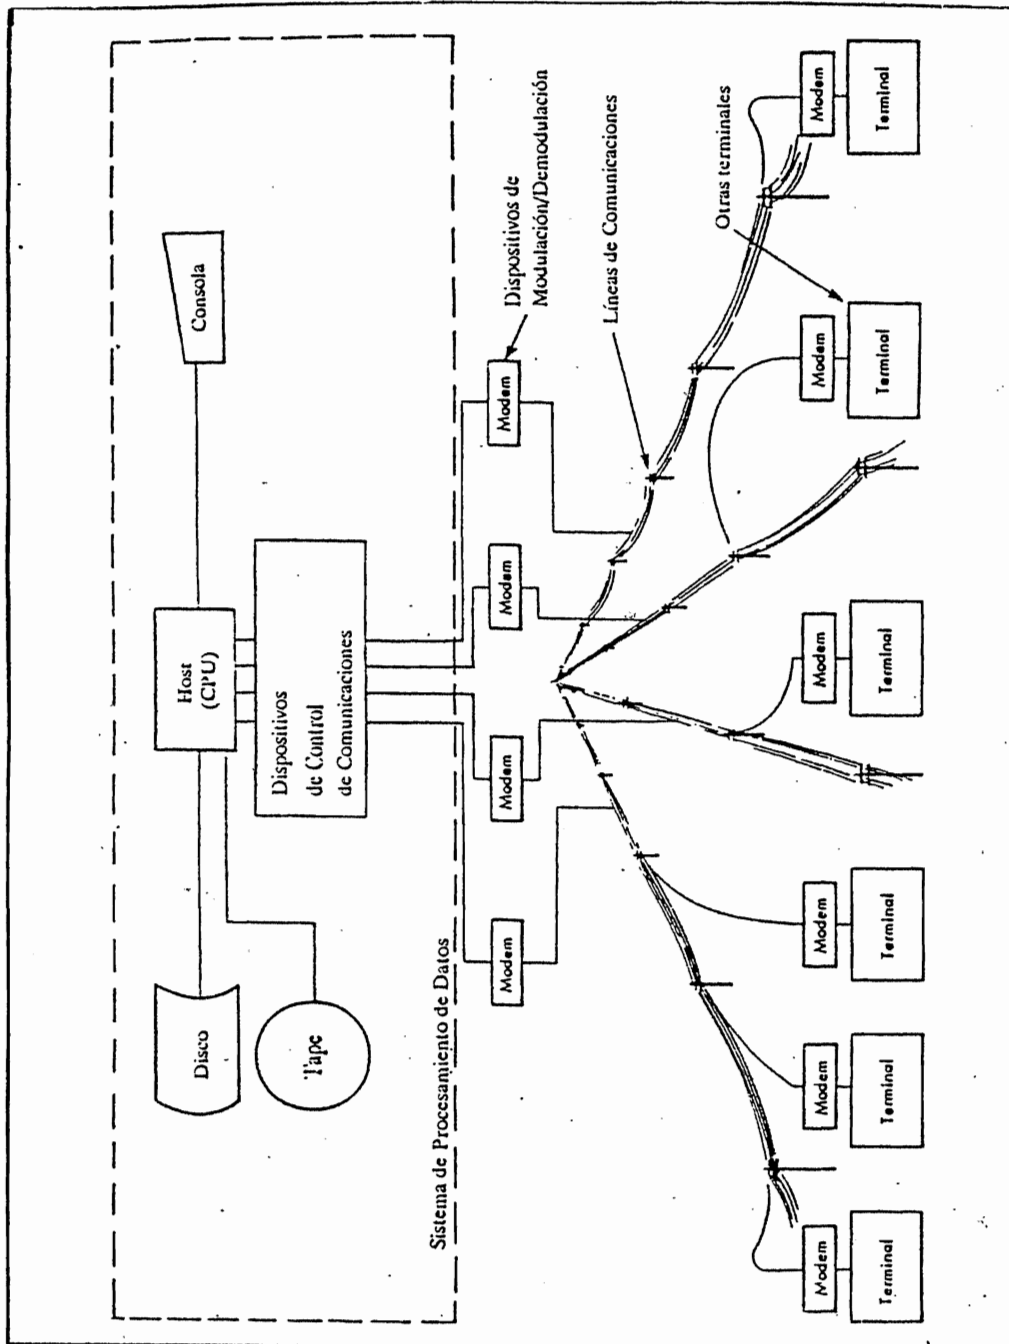 Disco
Tape
Host
(CPU)
Consola
Dispositivos
de Control
de Comunicaciones
Sistema de Procesamiento de Datos
Modem
Modem
Modem
Modem
Dispositivos de
Modulación/Demodulación
Líneas de Comunicaciones
Otras terminales
Modem
Modem
Modem
Modem
Modem
Modem
Terminal
Terminal
Terminal
Terminal
Terminal
Terminal